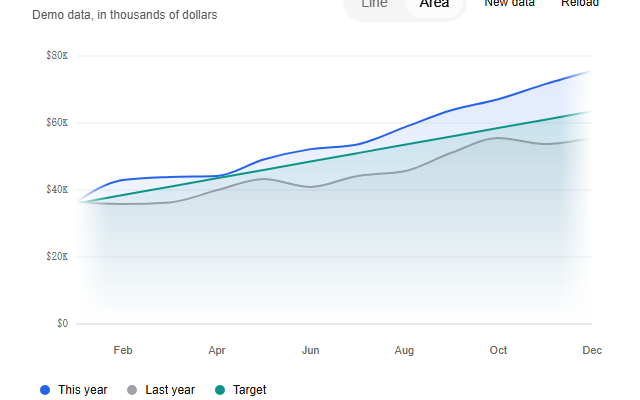 Line Area New data Reload
Demo data, in thousands of dollars
$80K
$60K
$40K
$20K
$0
Feb Apr Jun Aug Oct Dec
This year Last year Target